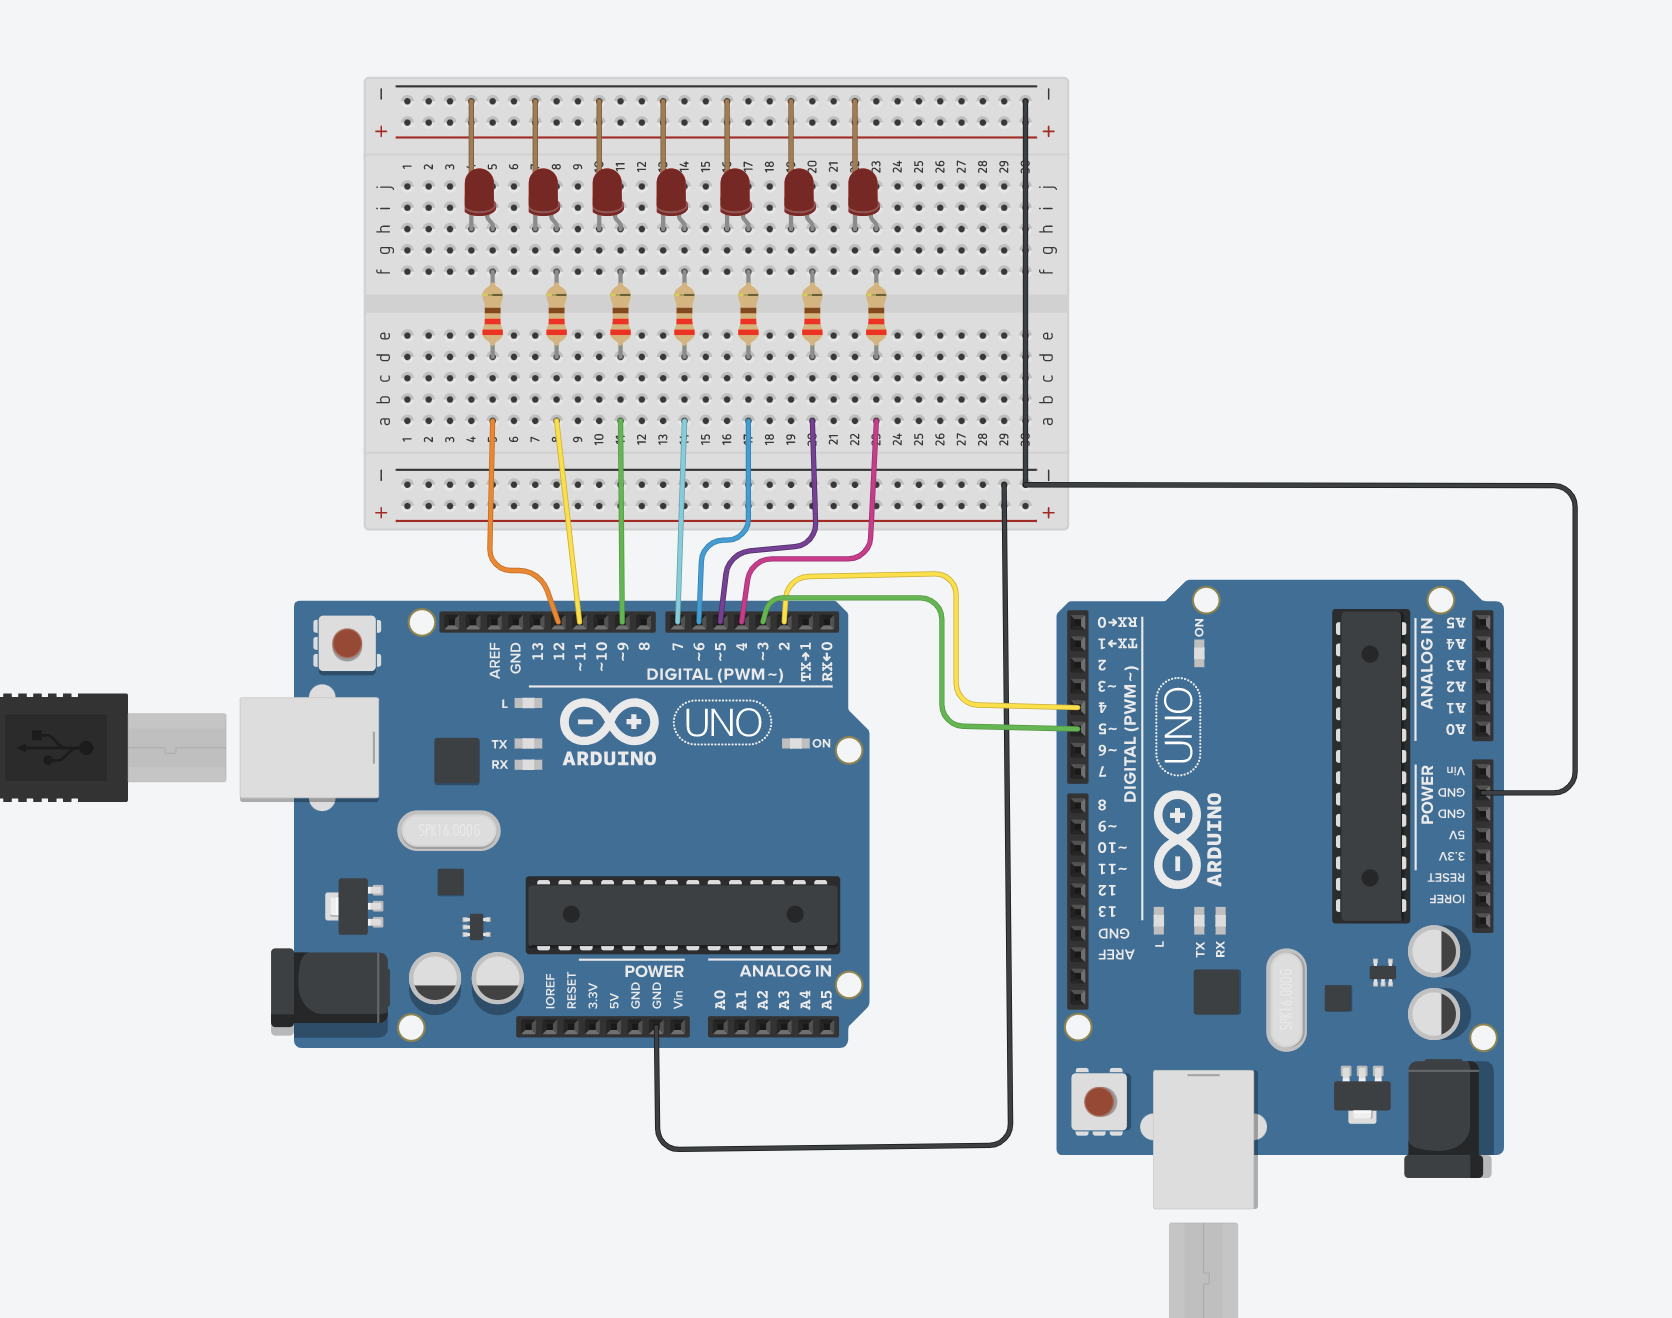 − −
+ +
1 2 3 4 5 6 7 8 9 10 11 12 13 14 15 16 17 18 19 20 21 22 23 24 25 26 27 28 29 30
j j
i i
h h
g g
f f
e e
d d
c c
b b
a a
1 2 3 4 5 6 7 8 9 10 11 12 13 14 15 16 17 18 19 20 21 22 23 24 25 26 27 28 29 30
− −
+ +
AREF GND 13 12 ~11 ~10 ~9 8 7 ~6 ~5 4 ~3 2 TX→1 RX←0
DIGITAL (PWM~)
L
TX
RX
UNO
ON
ARDUINO
SPK16.000G
POWER
ANALOG IN
IOREF RESET 3.3V 5V GND GND Vin A0 A1 A2 A3 A4 A5
RX←0
TX→1
2
~3
4
~5
~6
7
8
~9
~10
~11
12
13
GND
AREF
DIGITAL (PWM~)
ON
UNO
ARDUINO
L
TX
RX
SPK16.000G
ANALOG IN
A5
A4
A3
A2
A1
A0
POWER
Vin
GND
GND
5V
3.3V
RESET
IOREF